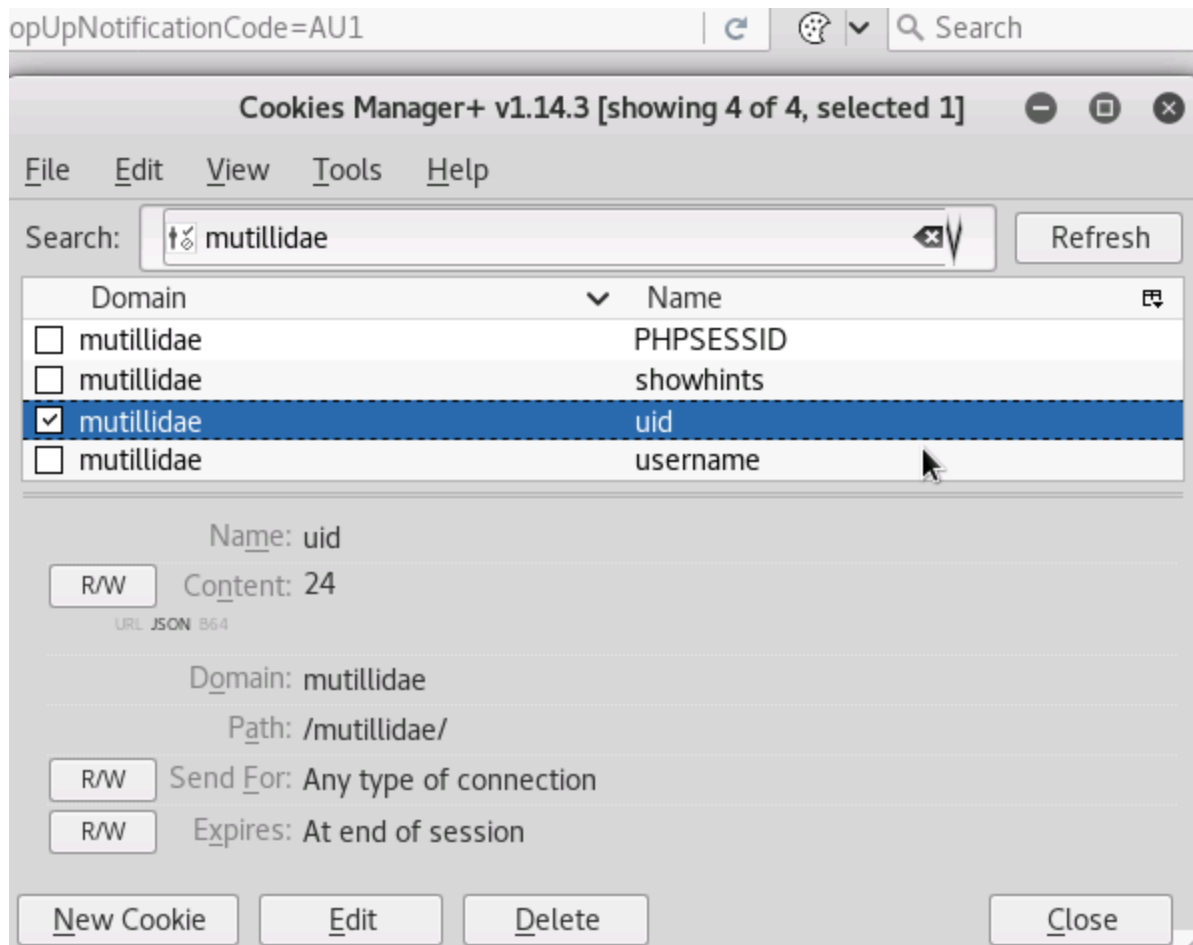 opUpNotificationCode=AU1 Search
Cookies Manager+ v1.14.3 [showing 4 of 4, selected 1]
File Edit View Tools Help
Search: mutillidae Refresh
Domain Name
mutillidae PHPSESSID
mutillidae showhints
mutillidae uid
mutillidae username
Name: uid
R/W Content: 24
URL JSON B64
Domain: mutillidae
Path: /mutillidae/
R/W Send For: Any type of connection
R/W Expires: At end of session
New Cookie Edit Delete Close